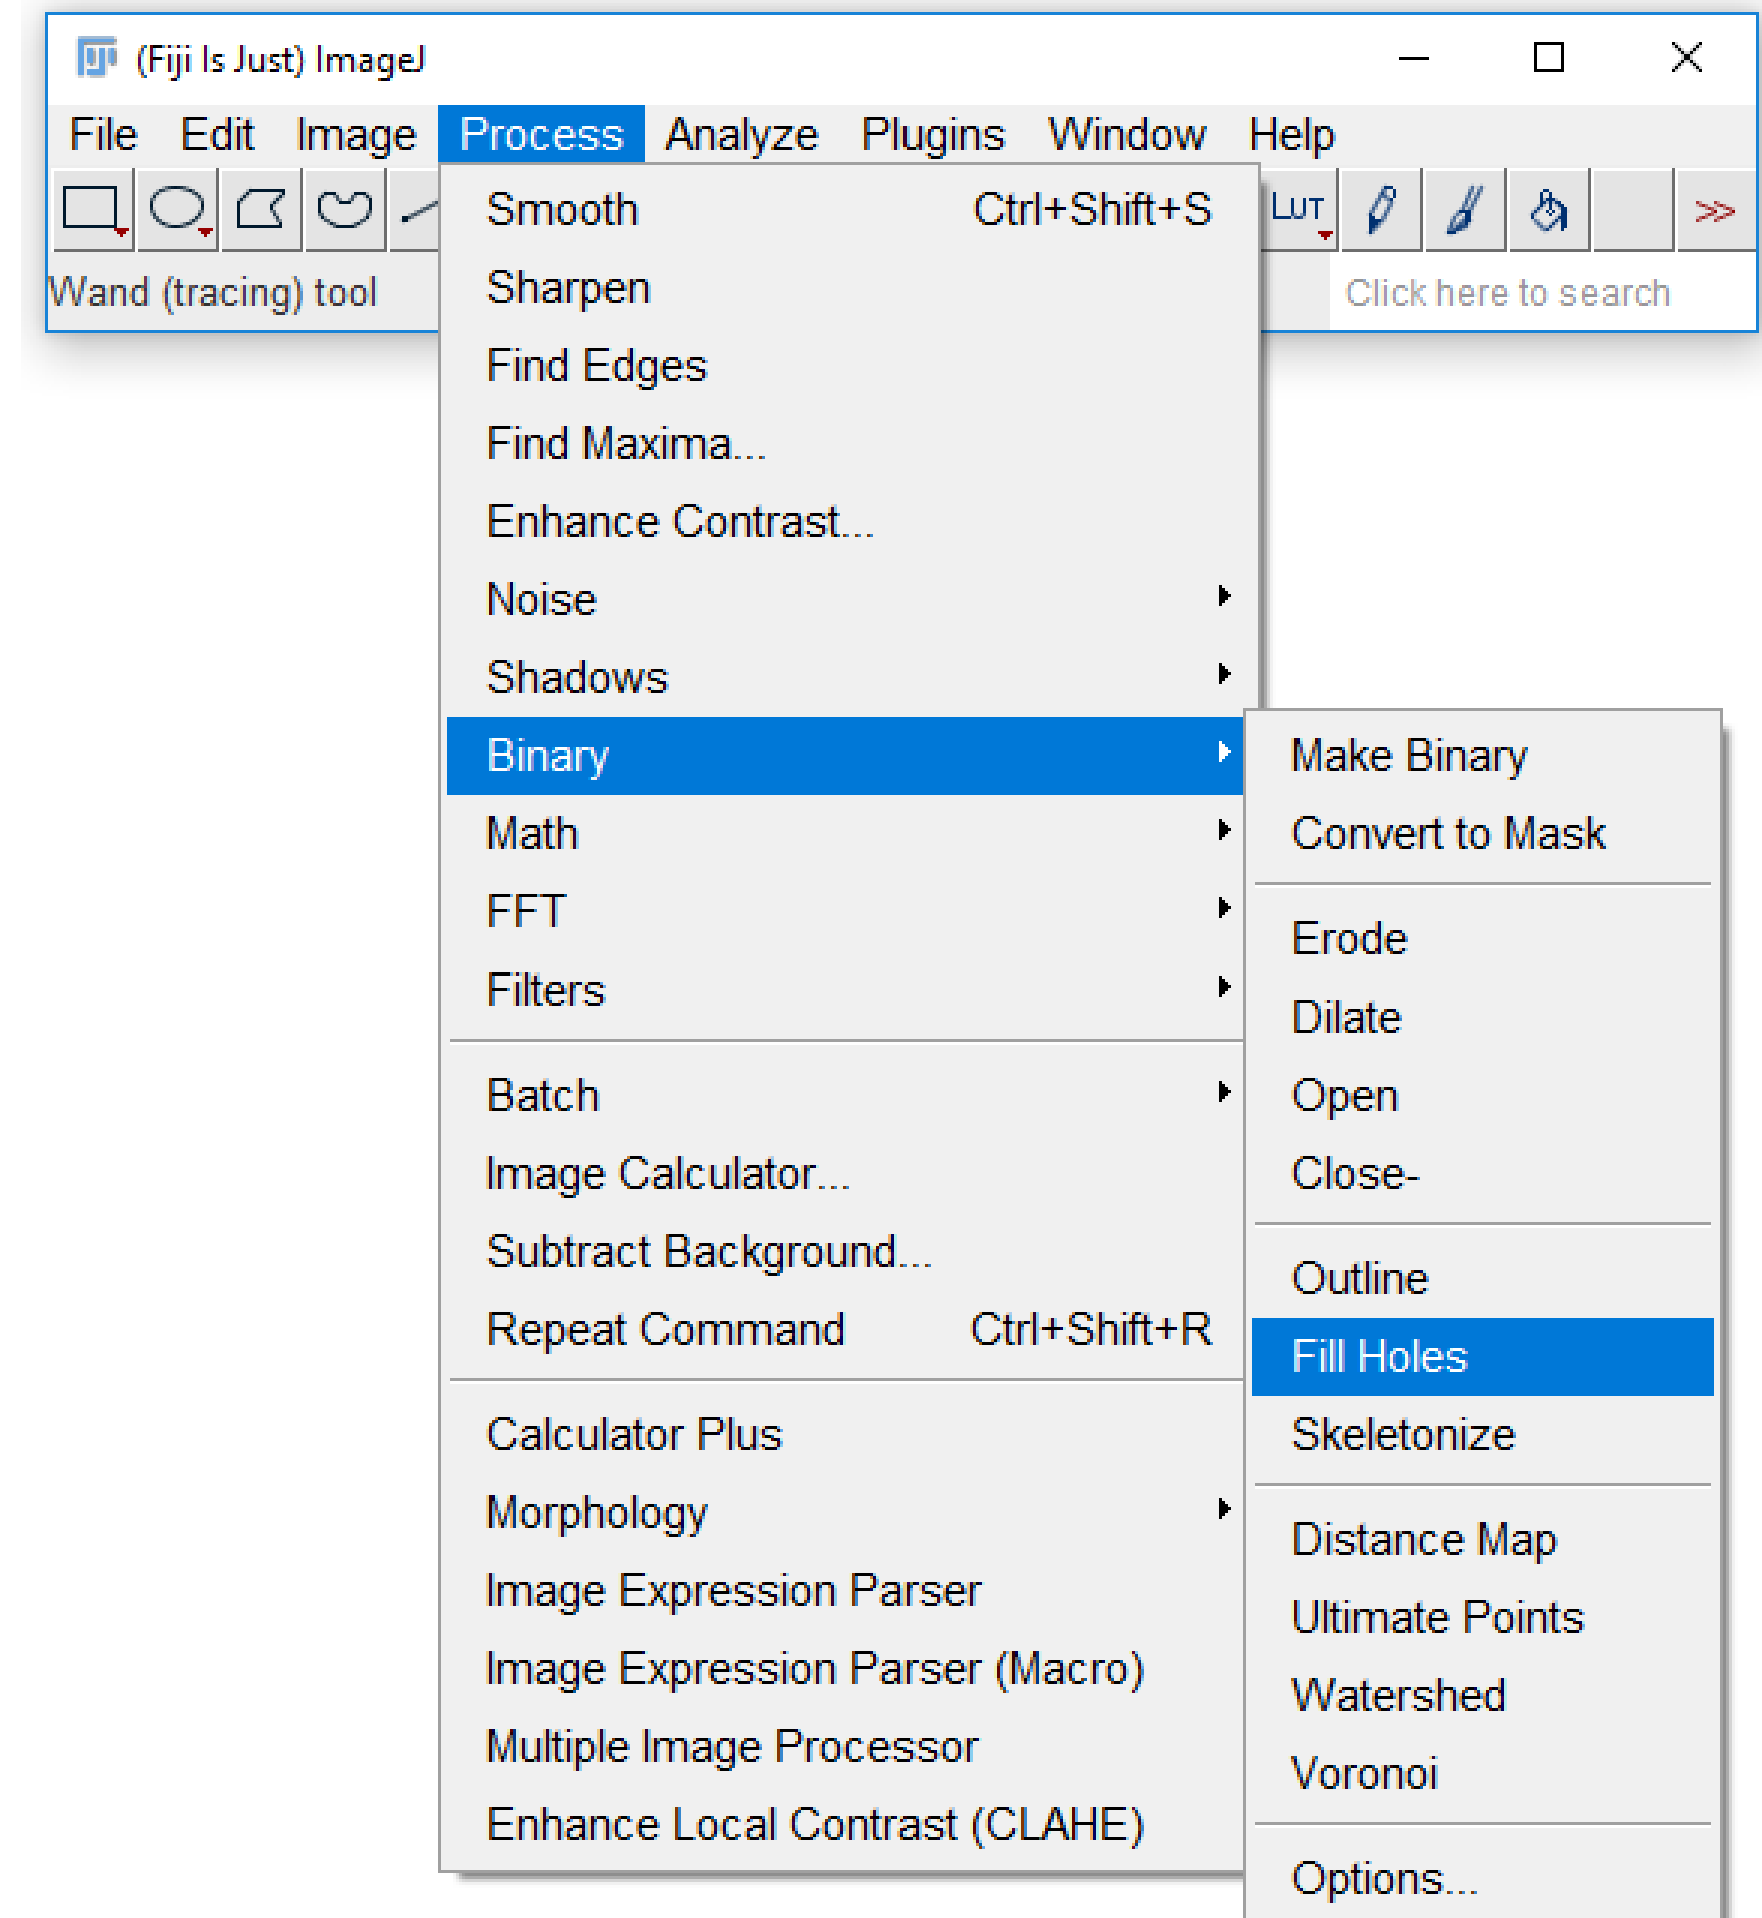 (Fiji Is Just) ImageJ
File Edit Image Process Analyze Plugins Window Help
LUT >>
Wand (tracing) tool
Click here to search
Smooth Ctrl+Shift+S
Sharpen
Find Edges
Find Maxima...
Enhance Contrast...
Noise
Shadows
Binary
Math
FFT
Filters
Batch
Image Calculator...
Subtract Background...
Repeat Command Ctrl+Shift+R
Calculator Plus
Morphology
Image Expression Parser
Image Expression Parser (Macro)
Multiple Image Processor
Enhance Local Contrast (CLAHE)
Make Binary
Convert to Mask
Erode
Dilate
Open
Close-
Outline
Fill Holes
Skeletonize
Distance Map
Ultimate Points
Watershed
Voronoi
Options...